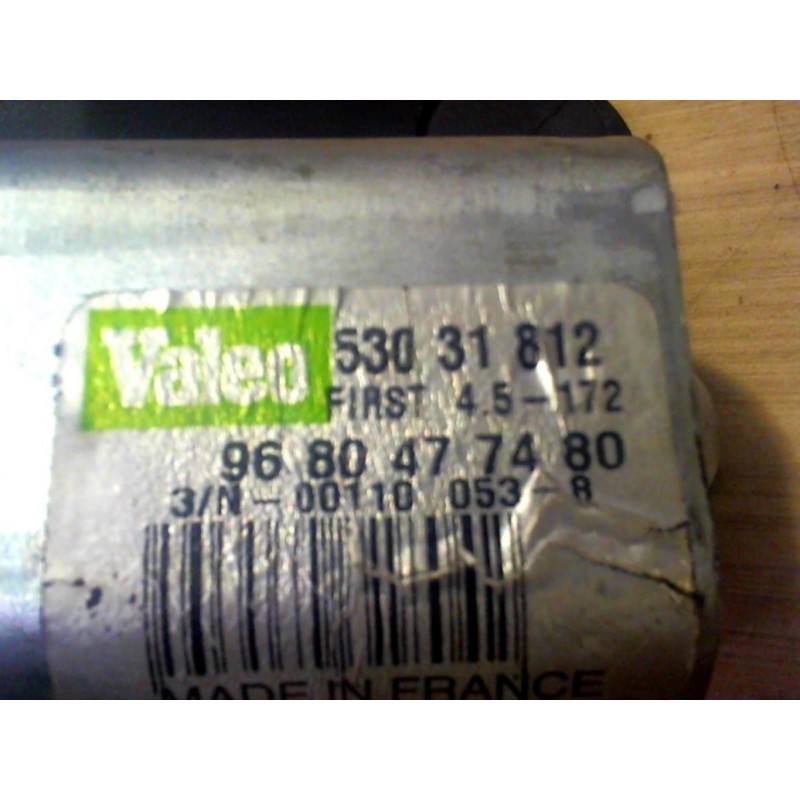 Valeo 530 31 812
FIRST 4.5-172
96 80 47 74 80
3/N-00110 053-8
MADE IN FRANCE